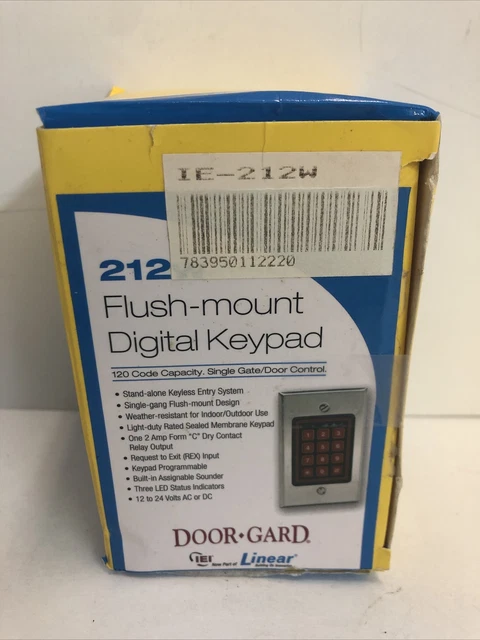 IE-212W
783950112220
212
Flush-mount
Digital Keypad
120 Code Capacity. Single Gate/Door Control.
• Stand-alone Keyless Entry System
• Single-gang Flush-mount Design
• Weather-resistant for Indoor/Outdoor Use
• Light-duty Rated Sealed Membrane Keypad
• One 2 Amp Form "C" Dry Contact
Relay Output
• Request to Exit (REX) Input
• Keypad Programmable
• Built-in Assignable Sounder
• Three LED Status Indicators
• 12 to 24 Volts AC or DC
DOOR•GARD.
IEI Now Part of Linear®